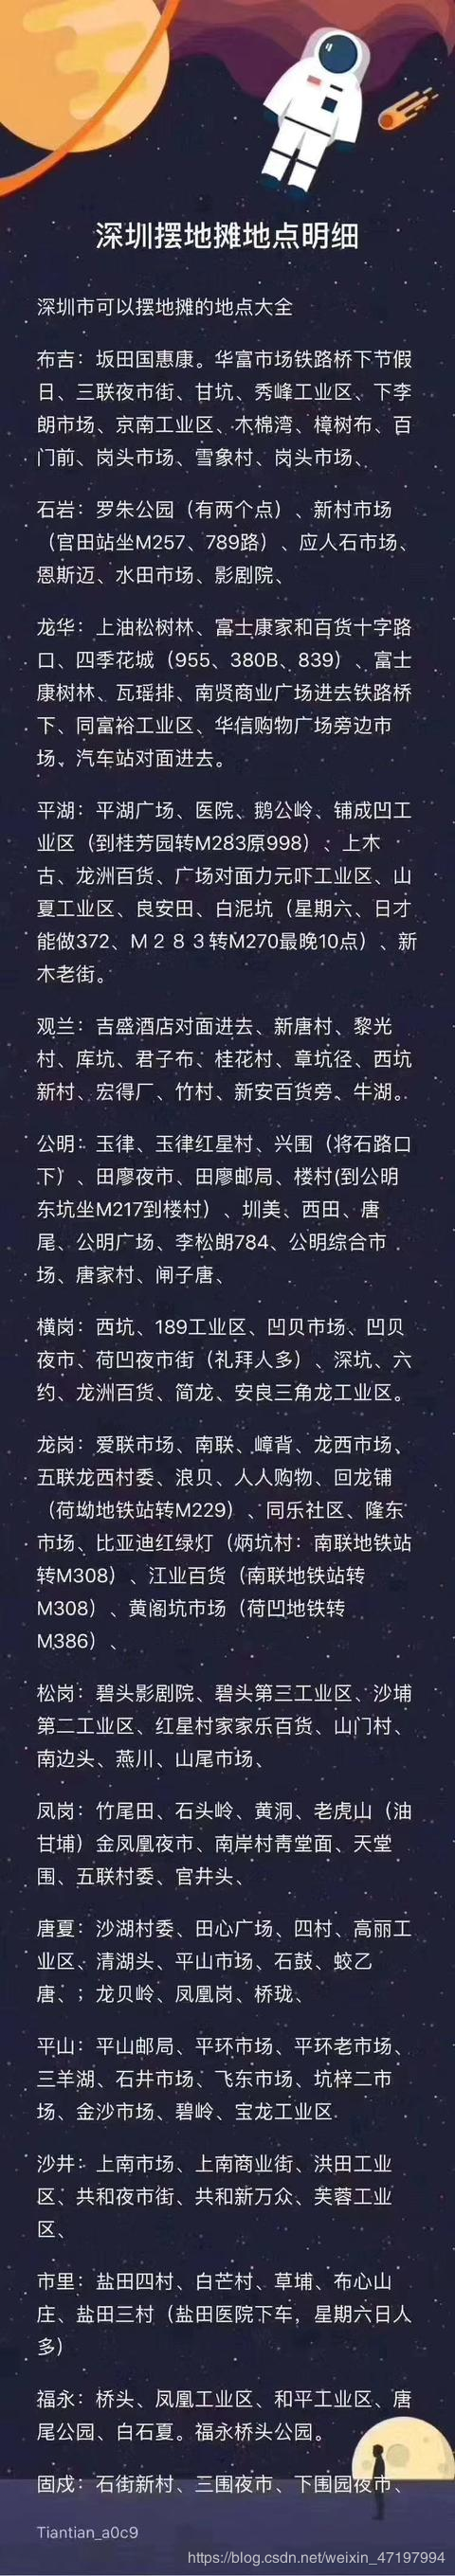 深圳摆地摊地点明细
深圳市可以摆地摊的地点大全
布吉：坂田国惠康。华富市场铁路桥下节假
日、三联夜市街、甘坑、秀峰工业区、下李
朗市场、京南工业区、木棉湾、樟树布、百
门前、岗头市场、雪象村、岗头市场、
石岩：罗朱公园（有两个点）、新村市场
（官田站坐M257、789路）、应人石市场、
恩斯迈、水田市场、影剧院、
龙华：上油松树林、富士康家和百货十字路
口、四季花城（955、380B、839）、富士
康树林、瓦瑶排、南贤商业广场进去铁路桥
下、同富裕工业区、华信购物广场旁边市
场、汽车站对面进去。
平湖：平湖广场、医院、鹅公岭、铺成凹工
业区（到桂芳园转M283原998）、上木
古、龙洲百货、广场对面力元吓工业区、山
夏工业区、良安田、白泥坑（星期六、日才
能做372、Ｍ２８３转M270最晚10点）、新
木老街。
观兰：吉盛酒店对面进去、新唐村、黎光
村、库坑、君子布、桂花村、章坑径、西坑
新村、宏得厂、竹村、新安百货旁、牛湖。
公明：玉律、玉律红星村、兴围（将石路口
下）、田廖夜市、田廖邮局、楼村(到公明
东坑坐M217到楼村）、圳美、西田、唐
尾、公明广场、李松朗784、公明综合市
场、唐家村、闸子唐、
横岗：西坑、189工业区、凹贝市场、凹贝
夜市、荷凹夜市街（礼拜人多）、深坑、六
约、龙洲百货、简龙、安良三角龙工业区。
龙岗：爱联市场、南联、嶂背、龙西市场、
五联龙西村委、浪贝、人人购物、回龙铺
（荷坳地铁站转M229）、同乐社区、隆东
市场、比亚迪红绿灯（炳坑村：南联地铁站
转M308）、江业百货（南联地铁站转
M308）、黄阁坑市场（荷凹地铁转
M386）、
松岗：碧头影剧院、碧头第三工业区、沙埔
第二工业区、红星村家家乐百货、山门村、
南边头、燕川、山尾市场、
凤岗：竹尾田、石头岭、黄洞、老虎山（油
甘埔）金凤凰夜市、南岸村青堂面、天堂
围、五联村委、官井头、
唐夏：沙湖村委、田心广场、四村、高丽工
业区、清湖头、平山市场、石鼓、蛟乙
唐、；龙贝岭、凤凰岗、桥珑、
平山：平山邮局、平环市场、平环老市场、
三羊湖、石井市场、飞东市场、坑梓二市
场、金沙市场、碧岭、宝龙工业区
沙井：上南市场、上南商业街、洪田工业
区、共和夜市街、共和新万众、芙蓉工业
区、
市里：盐田四村、白芒村、草埔、布心山
庄、盐田三村（盐田医院下车，星期六日人
多）
福永：桥头、凤凰工业区、和平工业区、唐
尾公园、白石夏。福永桥头公园。
固戍：石街新村、三围夜市、下围园夜市、
Tiantian_a0c9
https://blog.csdn.net/weixin_47197994